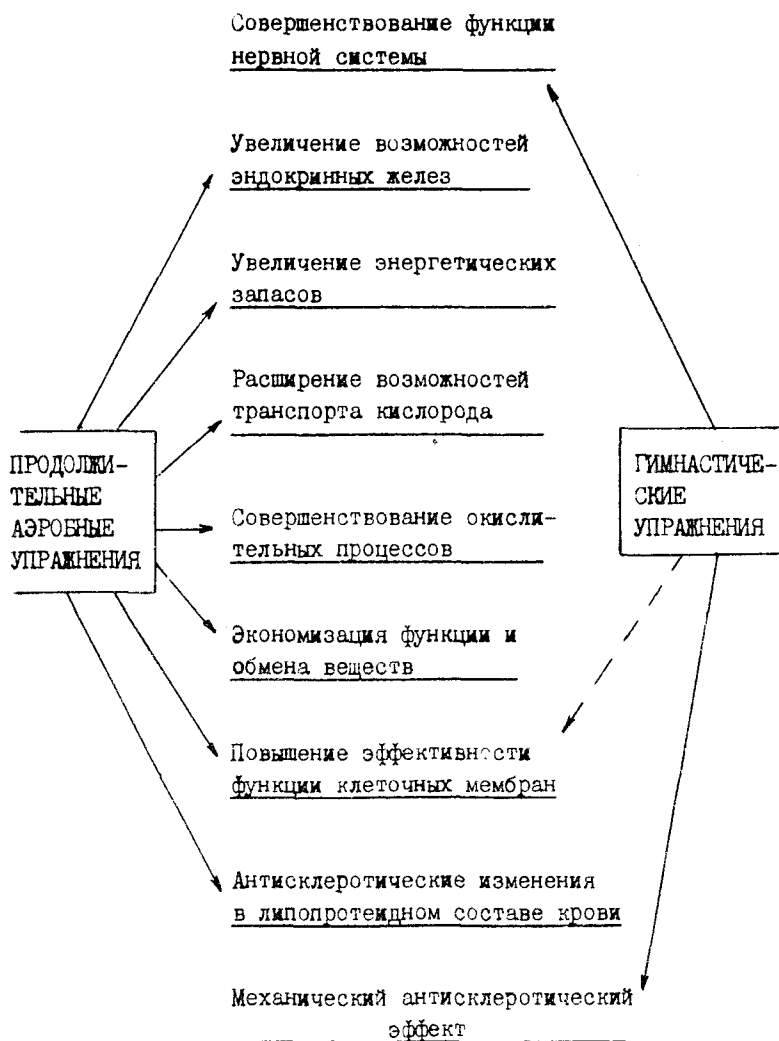 Совершенствование функции
нервной системы
Увеличение возможностей
эндокринных желез
Увеличение энергетических
запасов
Расширение возможностей
транспорта кислорода
ПРОДОЛЖИ-
ТЕЛЬНЫЕ
АЭРОБНЫЕ
УПРАЖНЕНИЯ
ГИМНАСТИЧЕ-
СКИЕ
УПРАЖНЕНИЯ
Совершенствование окисли-
тельных процессов
Экономизация функции и
обмена веществ
Повышение эффективности
функции клеточных мембран
Антисклеротические изменения
в липопротеидном составе крови
Механический антисклеротический
эффект